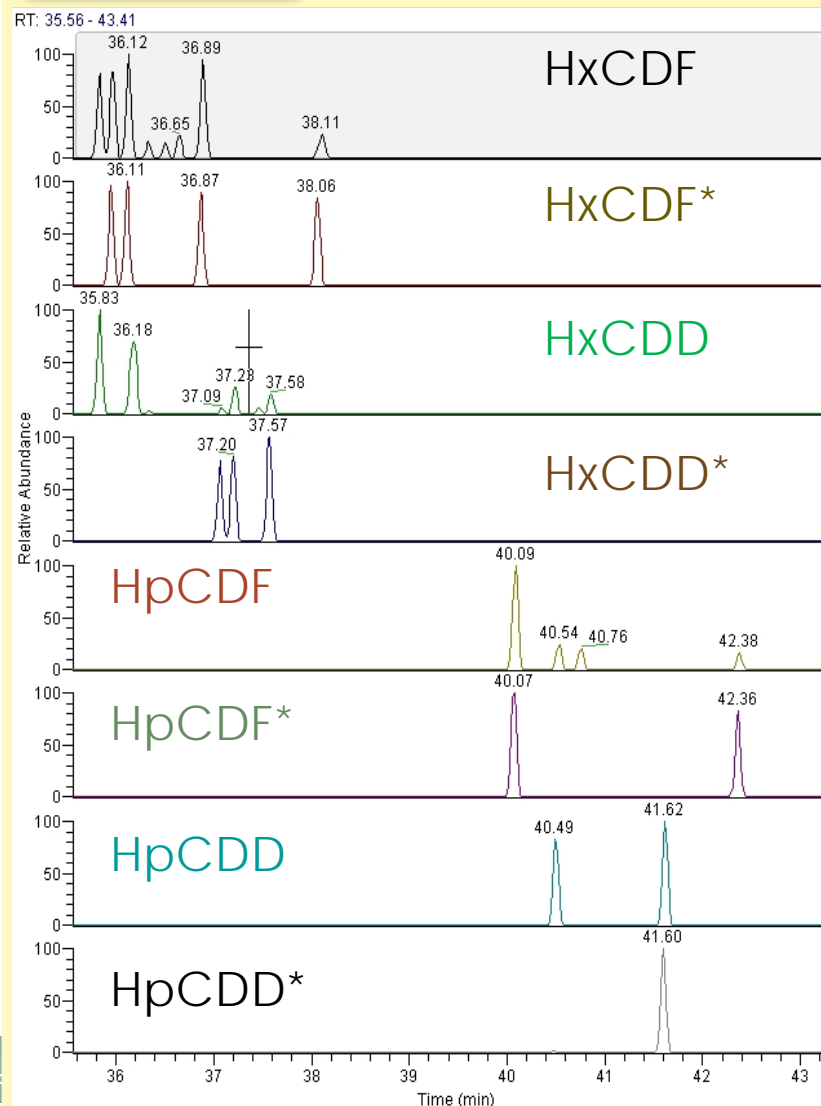 RT: 35.56 - 43.41
36.12 36.89
100 HxCDF
50 36.65 38.11
0
36.11 36.87 38.06
100 HxCDF*
50
0
35.83
100 36.18 HxCDD
50 37.23 37.58
37.09
0
37.57
100 37.20 HxCDD*
50
0
Relative Abundance
40.09
100 HpCDF
50 40.54 40.76 42.38
0
40.07 42.36
100 HpCDF*
50
0
41.62
100 40.49 HpCDD
50
0
41.60
100 HpCDD*
50
0
36 37 38 39 40 41 42 43
Time (min)